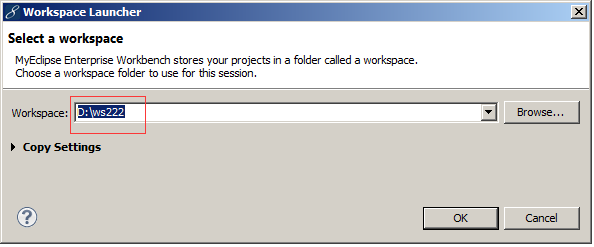 Workspace Launcher
Select a workspace
MyEclipse Enterprise Workbench stores your projects in a folder called a workspace.
Choose a workspace folder to use for this session.
Workspace: D:\ws222 Browse...
Copy Settings
? OK Cancel